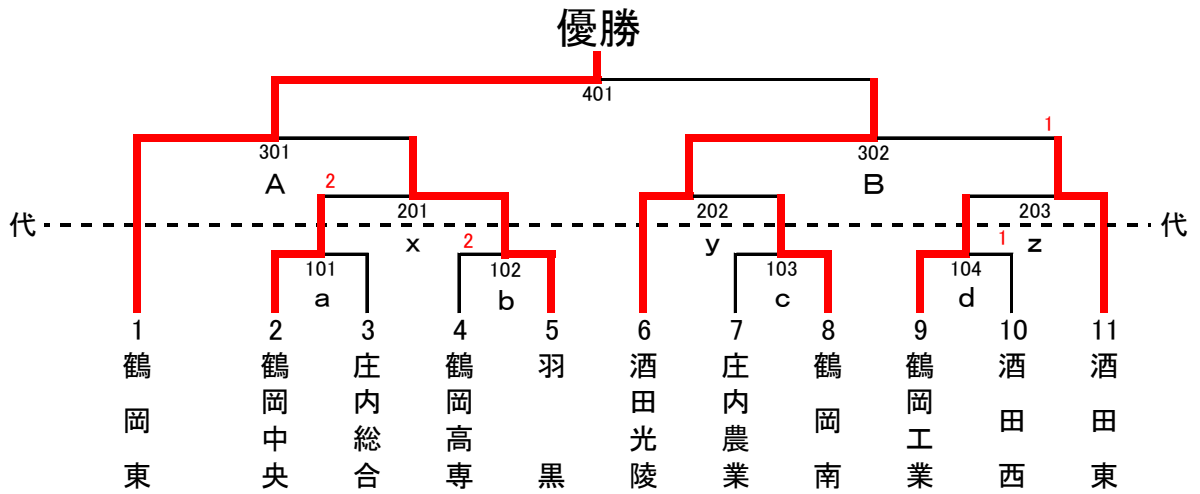 優勝
401
1
301
302
A
2
B
201
202
203
代
代
x
2
y
1
z
101
102
103
104
a
b
c
d
1
2
3
4
5
6
7
8
9
10
11
鶴岡東
鶴岡中央
庄内総合
鶴岡高専
羽黒
酒田光陵
庄内農業
鶴岡南
鶴岡工業
酒田西
酒田東